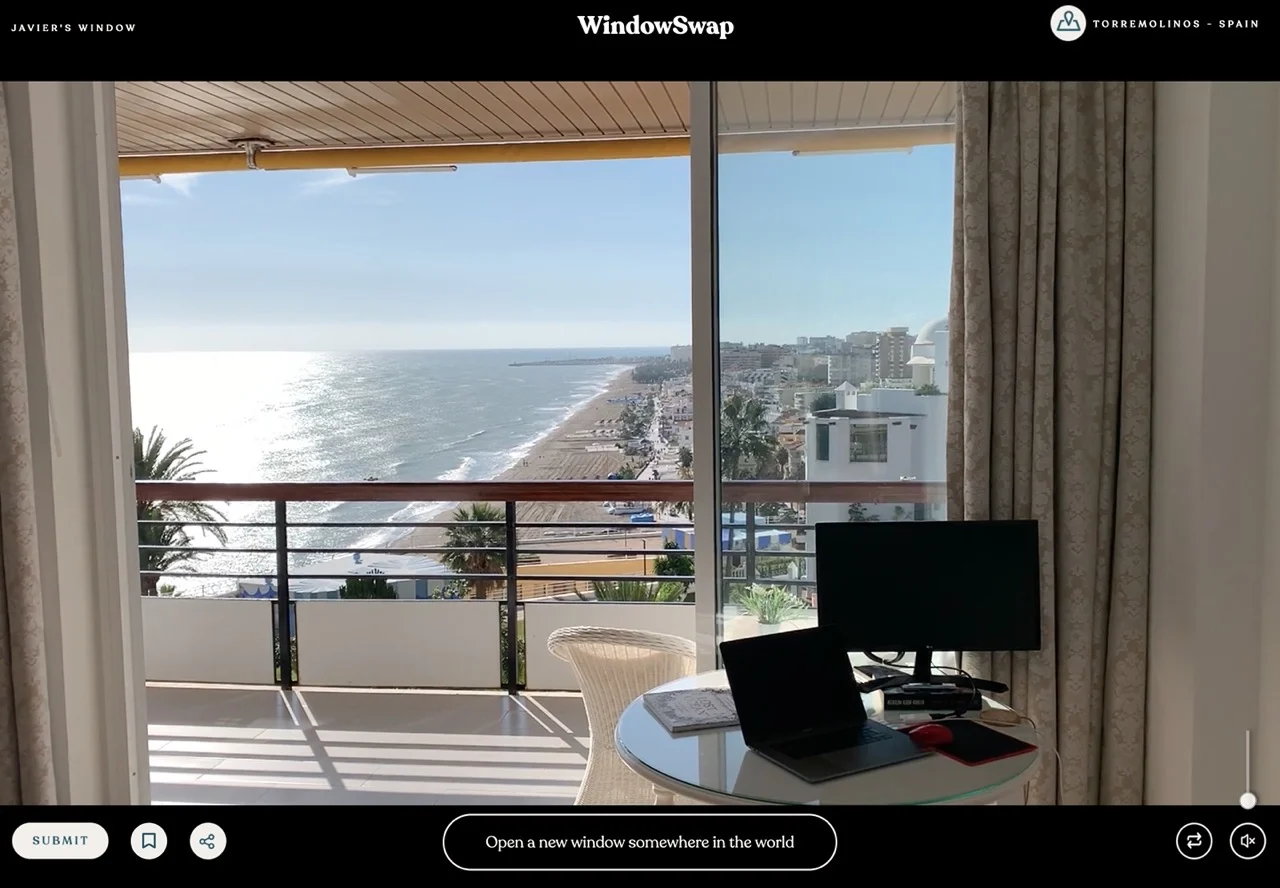 JAVIER'S WINDOW
WindowSwap
TORREMOLINOS - SPAIN
SUBMIT
Open a new window somewhere in the world